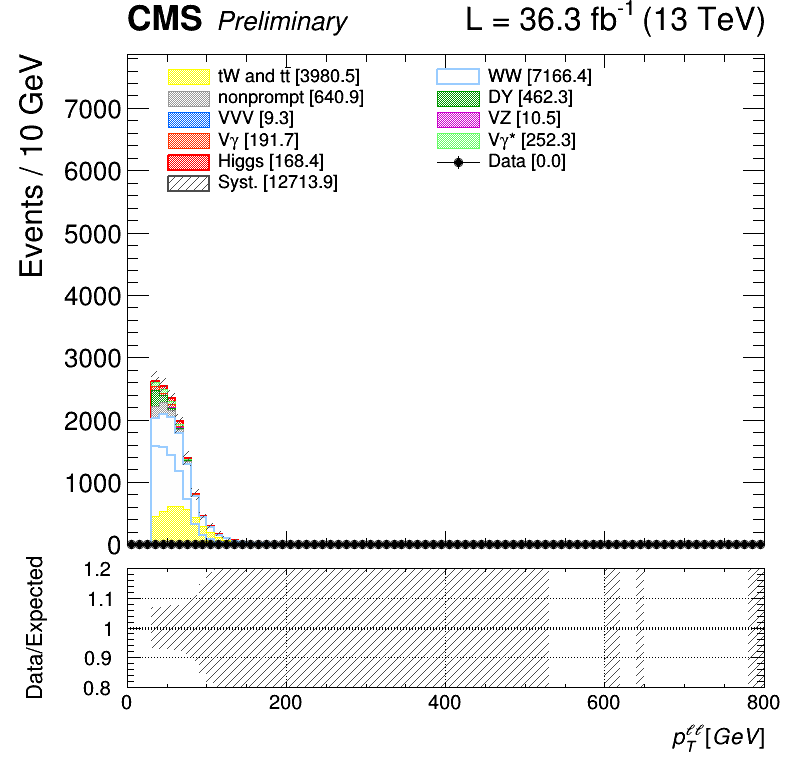 CMS Preliminary L = 36.3 fb⁻¹ (13 TeV)
Events / 10 GeV
tW and tt̄ [3980.5] WW [7166.4]
nonprompt [640.9] DY [462.3]
VVV [9.3] VZ [10.5]
Vγ [191.7] Vγ* [252.3]
Higgs [168.4] Data [0.0]
Syst. [12713.9]
7000
6000
5000
4000
3000
2000
1000
0
Data/Expected
1.2
1.1
1
0.9
0.8
0 200 400 600 800
p_T^ℓℓ [GeV]